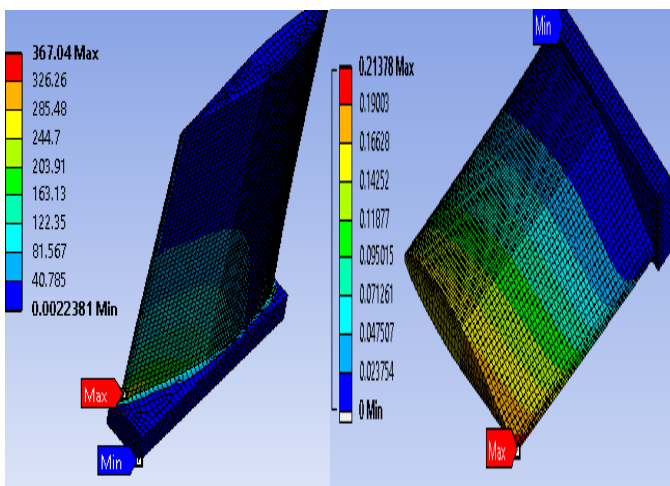 367.04 Max
326.26
285.48
244.7
203.91
163.13
122.35
81.567
40.785
0.0022381 Min
Max
Min
0.21378 Max
0.19003
0.16628
0.14252
0.11877
0.095015
0.071261
0.047507
0.023754
0 Min
Min
Max